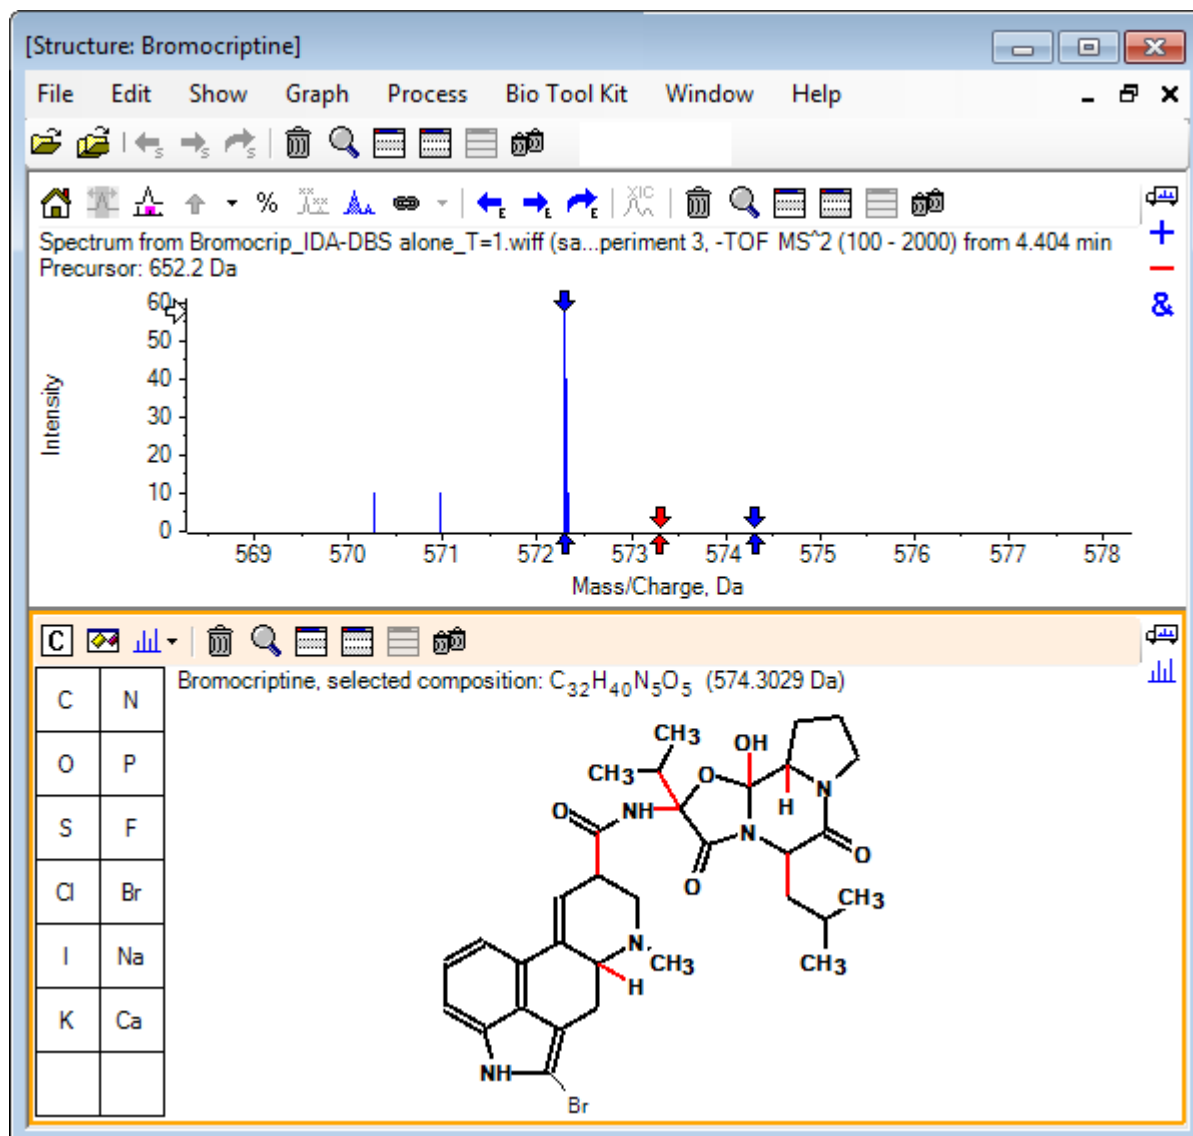 [Structure: Bromocriptine]
File Edit Show Graph Process Bio Tool Kit Window Help
S S S
% xx E E E XIC
Spectrum from Bromocrip_IDA-DBS alone_T=1.wiff (sa...periment 3, -TOF MS^2 (100 - 2000) from 4.404 min
Precursor: 652.2 Da
&
60
50
40
30
20
10
0
Intensity
569 570 571 572 573 574 575 576 577 578
Mass/Charge, Da
C
Bromocriptine, selected composition: C32H40N5O5 (574.3029 Da)
C N
O P
S F
Cl Br
I Na
K Ca
CH3 OH
CH3 O
O NH H N
N O
O CH3
N CH3 CH3
H
NH
Br